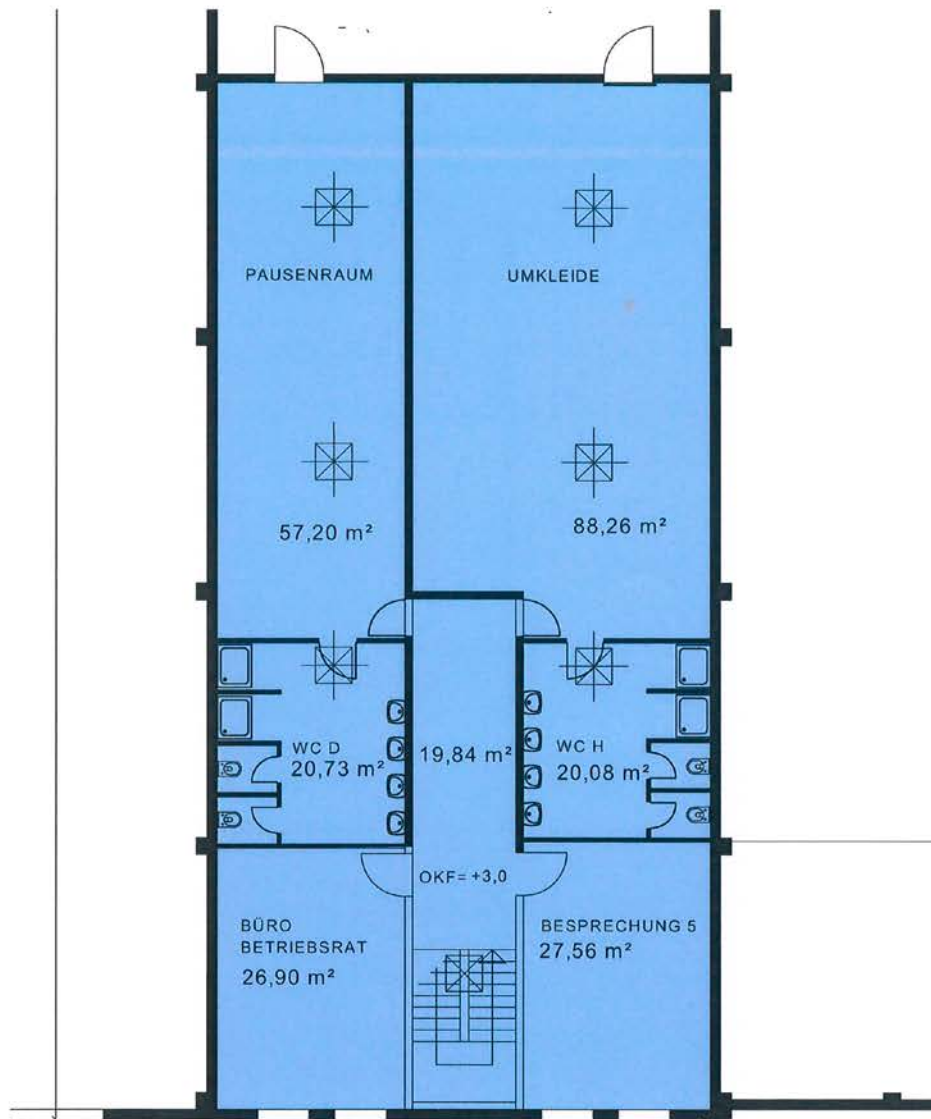 PAUSENRAUM
UMKLEIDE
57,20 m²
88,26 m²
WC D
20,73 m²
19,84 m²
WC H
20,08 m²
OKF= +3,0
BÜRO
BETRIEBSRAT
26,90 m²
BESPRECHUNG 5
27,56 m²